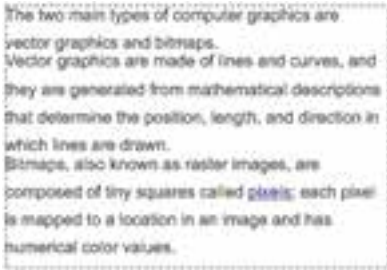 The two main types of computer graphics are
vector graphics and bitmaps.
Vector graphics are made of lines and curves, and
they are generated from mathematical descriptions
that determine the position, length, and direction in
which lines are drawn.
Bitmaps, also known as raster images, are
composed of tiny squares called pixels; each pixel
is mapped to a location in an image and has
numerical color values.